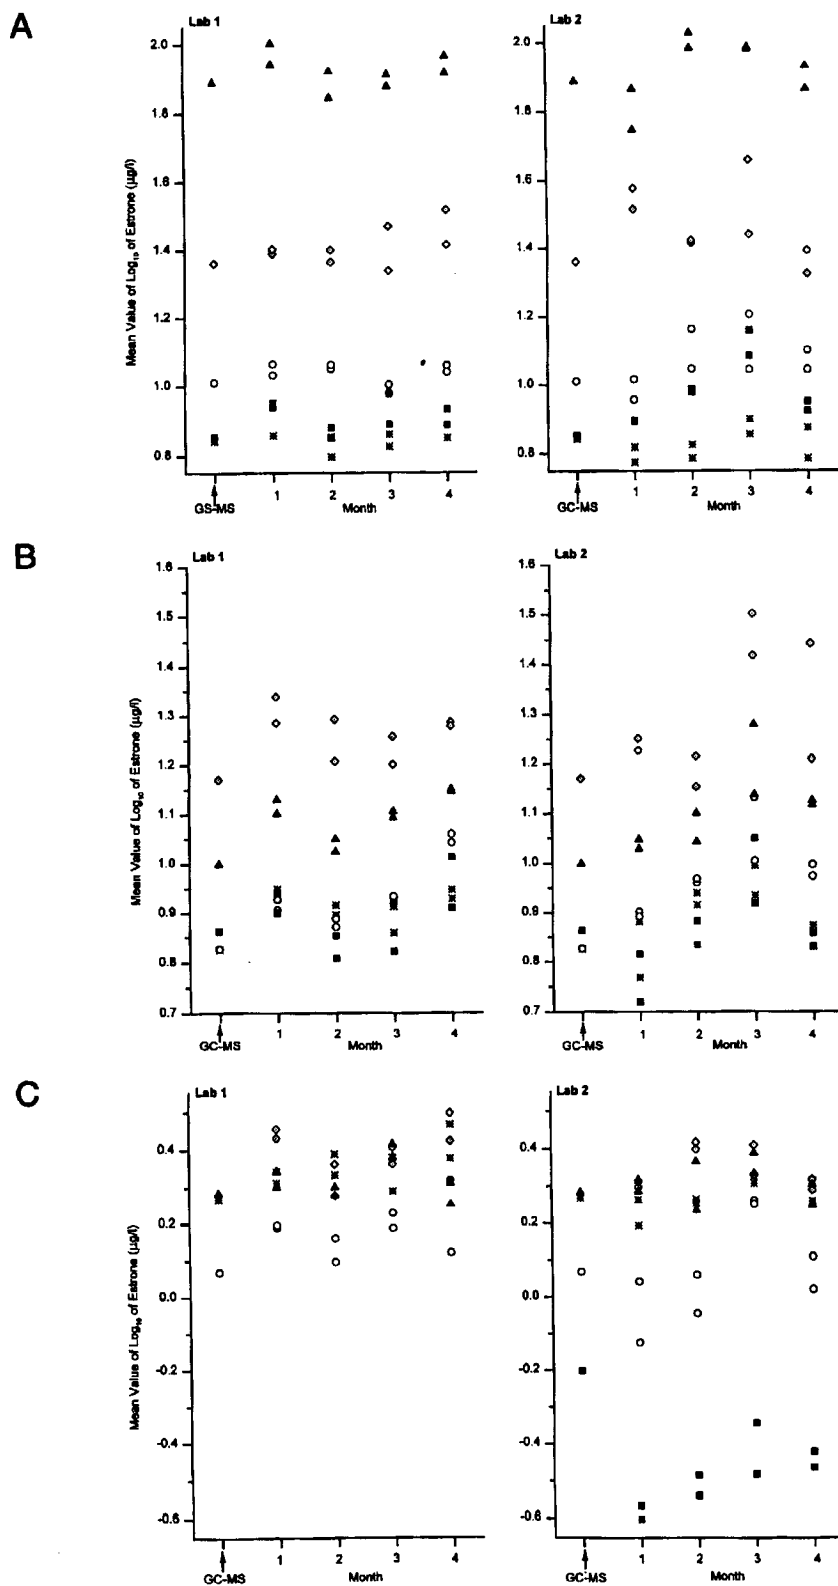 A
Lab 1
Lab 2
Mean Value of Log₁₀ of Estrone (µg/l)
2.0
1.8
1.6
1.4
1.2
1.0
0.8
2.0
1.8
1.6
1.4
1.2
1.0
0.8
1 2 3 4
GS-MS
Month
1 2 3 4
GC-MS
Month
B
Lab 1
Lab 2
Mean Value of Log₁₀ of Estrone (µg/l)
1.6
1.5
1.4
1.3
1.2
1.1
1.0
0.9
0.8
0.7
1.6
1.5
1.4
1.3
1.2
1.1
1.0
0.9
0.8
0.7
1 2 3 4
GC-MS
Month
1 2 3 4
GC-MS
Month
C
Lab 1
Lab 2
Mean Value of Log₁₀ of Estrone (µg/l)
0.4
0.2
0.0
-0.2
-0.4
-0.6
0.4
0.2
0.0
-0.2
-0.4
-0.6
1 2 3 4
GC-MS
Month
1 2 3 4
GC-MS
Month